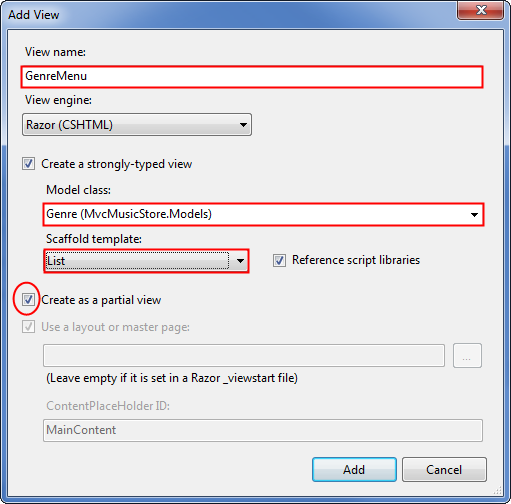 Add View
View name:
GenreMenu
View engine:
Razor (CSHTML)
Create a strongly-typed view
Model class:
Genre (MvcMusicStore.Models)
Scaffold template:
List
Reference script libraries
Create as a partial view
Use a layout or master page:
...
(Leave empty if it is set in a Razor _viewstart file)
ContentPlaceHolder ID:
MainContent
Add Cancel